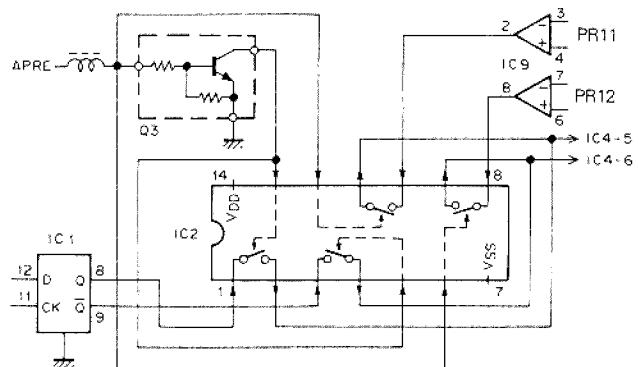 2 3
PR11
4
IC9
APRE
7
8
PR12
6
Q3
IC4-5
IC4-6
14 8
VDD
IC2
VSS
IC1
12 D Q 8
11 CK Q̅ 9
1 7